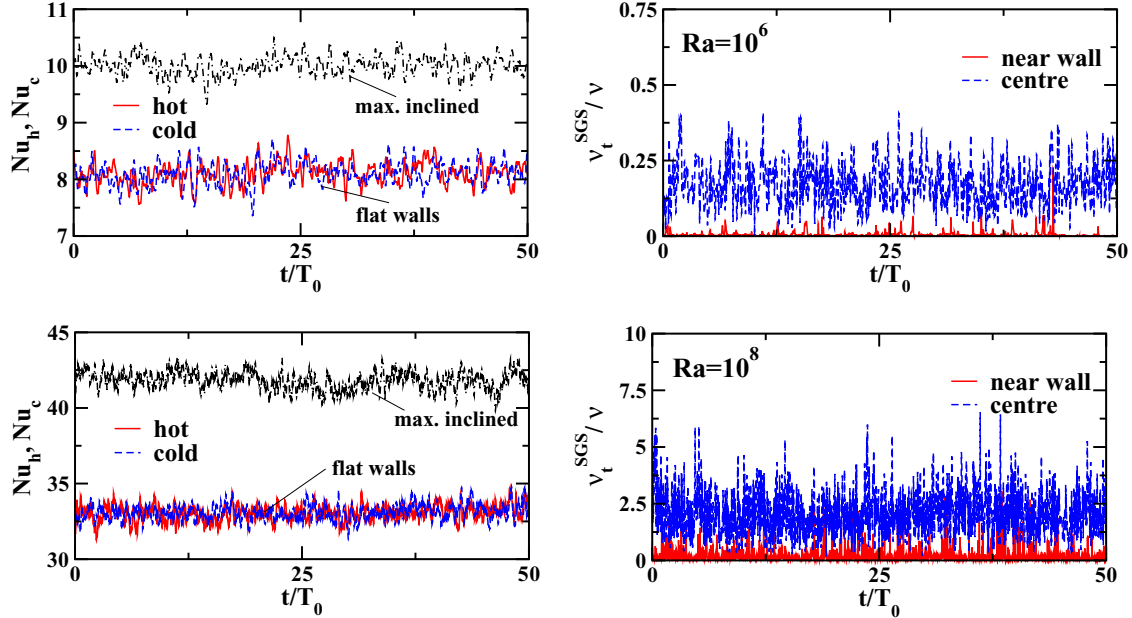 11
10
9
8
7
Nu_h, Nu_c
hot
cold
max. inclined
flat walls
0
25
50
t/T_0
0.75
0.5
0.25
0
ν_t^SGS / ν
Ra=10^6
near wall
centre
0
25
50
t/T_0
45
40
35
30
Nu_h, Nu_c
hot
cold
max. inclined
flat walls
0
25
50
t/T_0
10
7.5
5
2.5
0
ν_t^SGS / ν
Ra=10^8
near wall
centre
0
25
50
t/T_0